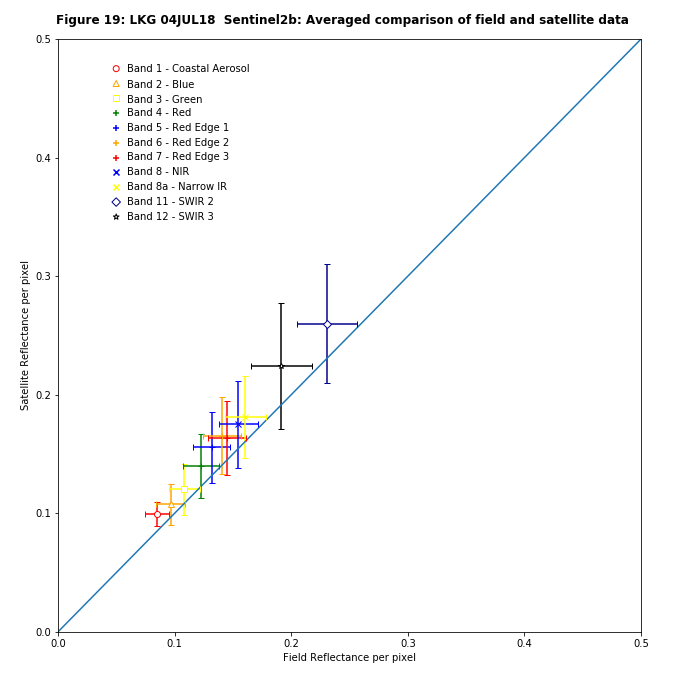 Figure 19: LKG 04JUL18  Sentinel2b: Averaged comparison of field and satellite data
0.5
Band 1 - Coastal Aerosol
Band 2 - Blue
Band 3 - Green
Band 4 - Red
Band 5 - Red Edge 1
Band 6 - Red Edge 2
Band 7 - Red Edge 3
Band 8 - NIR
Band 8a - Narrow IR
Band 11 - SWIR 2
Band 12 - SWIR 3
0.4
0.3
0.2
0.1
0.0
Satellite Reflectance per pixel
0.0 0.1 0.2 0.3 0.4 0.5
Field Reflectance per pixel